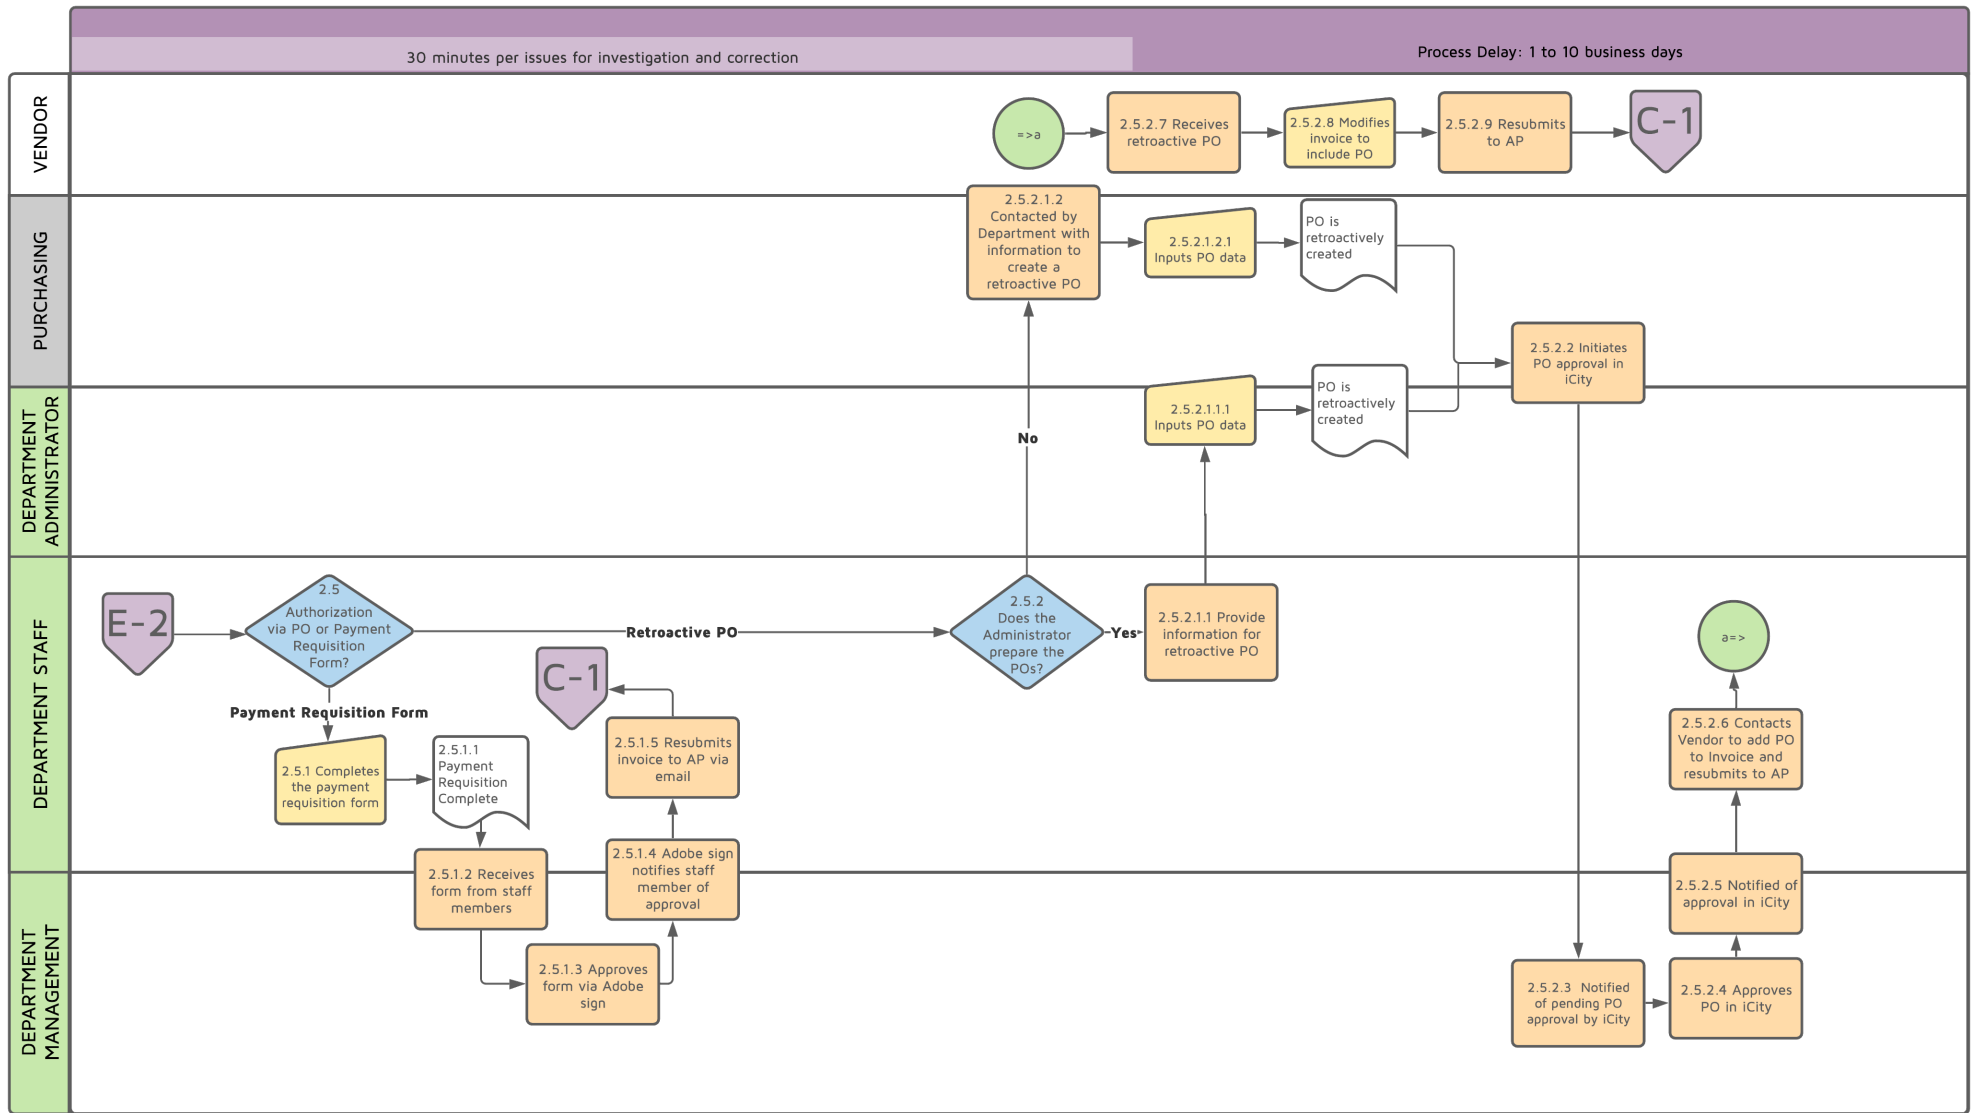 30 minutes per issues for investigation and correction
Process Delay: 1 to 10 business days
VENDOR
=>a
2.5.2.7 Receives
retroactive PO
2.5.2.8 Modifies
invoice to
include PO
2.5.2.9 Resubmits
to AP
C-1
PURCHASING
2.5.2.1.2
Contacted by
Department with
information to
create a
retroactive PO
2.5.2.1.2.1
Inputs PO data
PO is
retroactively
created
2.5.2.2 Initiates
PO approval in
iCity
DEPARTMENT
ADMINISTRATOR
No
2.5.2.1.1.1
Inputs PO data
PO is
retroactively
created
DEPARTMENT STAFF
E-2
2.5
Authorization
via PO or Payment
Requisition
Form?
Retroactive PO
2.5.2
Does the
Administrator
prepare the
POs?
Yes
2.5.2.1.1 Provide
information for
retroactive PO
a=>
Payment Requisition Form
2.5.1 Completes
the payment
requisition form
2.5.1.1
Payment
Requisition
Complete
C-1
2.5.1.5 Resubmits
invoice to AP via
email
2.5.2.6 Contacts
Vendor to add PO
to Invoice and
resubmits to AP
2.5.1.2 Receives
form from staff
members
2.5.1.4 Adobe sign
notifies staff
member of
approval
2.5.2.5 Notified of
approval in iCity
DEPARTMENT
MANAGEMENT
2.5.1.3 Approves
form via Adobe
sign
2.5.2.3 Notified
of pending PO
approval by iCity
2.5.2.4 Approves
PO in iCity